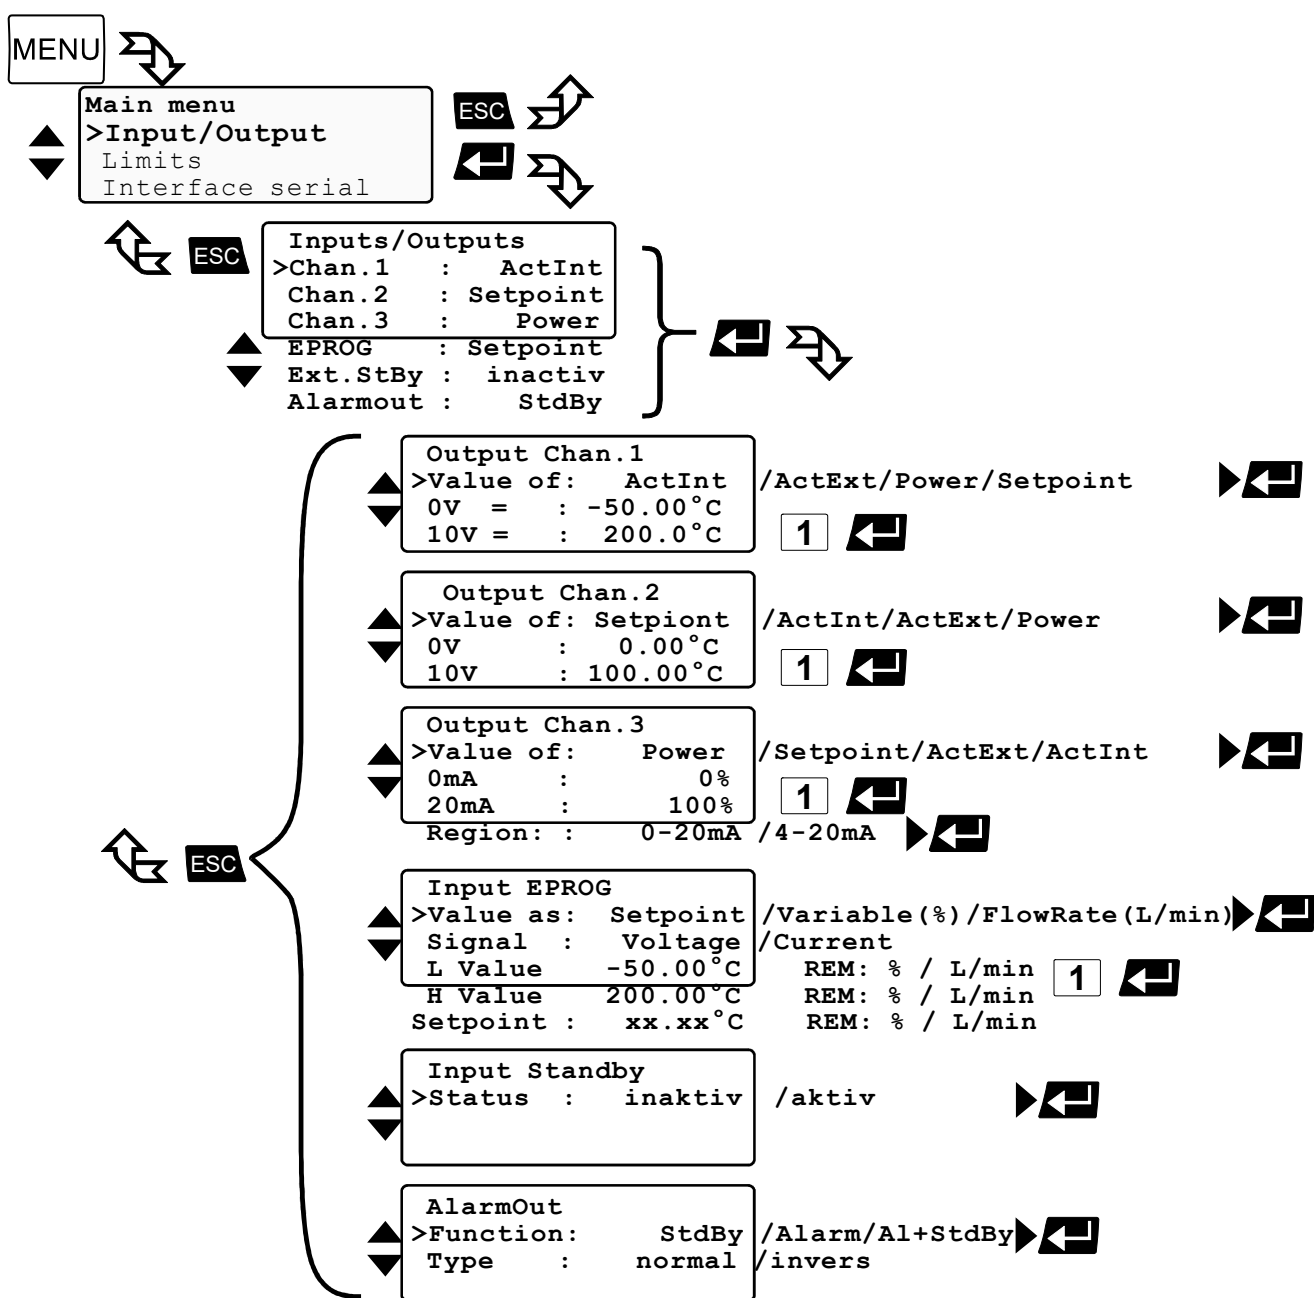 MENU
Main menu
>Input/Output
Limits
Interface serial
ESC
ESC
Inputs/Outputs
>Chan.1 : ActInt
Chan.2 : Setpoint
Chan.3 : Power
EPROG : Setpoint
Ext.StBy : inactiv
Alarmout : StdBy
Output Chan.1
>Value of: ActInt /ActExt/Power/Setpoint
0V = : -50.00°C
10V = : 200.0°C 1
Output Chan.2
>Value of: Setpiont /ActInt/ActExt/Power
0V : 0.00°C
10V : 100.00°C 1
Output Chan.3
>Value of: Power /Setpoint/ActExt/ActInt
0mA : 0%
20mA : 100% 1
Region: : 0-20mA /4-20mA
ESC
Input EPROG
>Value as: Setpoint /Variable(%)/FlowRate(L/min)
Signal : Voltage /Current
L Value -50.00°C REM: % / L/min 1
H Value 200.00°C REM: % / L/min
Setpoint : xx.xx°C REM: % / L/min
Input Standby
>Status : inaktiv /aktiv
AlarmOut
>Function: StdBy /Alarm/Al+StdBy
Type : normal /invers